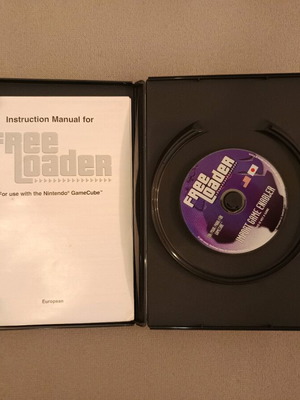 Instruction Manual for
FREE
LOADER
For use with the Nintendo® GameCube™
European
FREE
LOADER
IMPORT GAME ENABLER